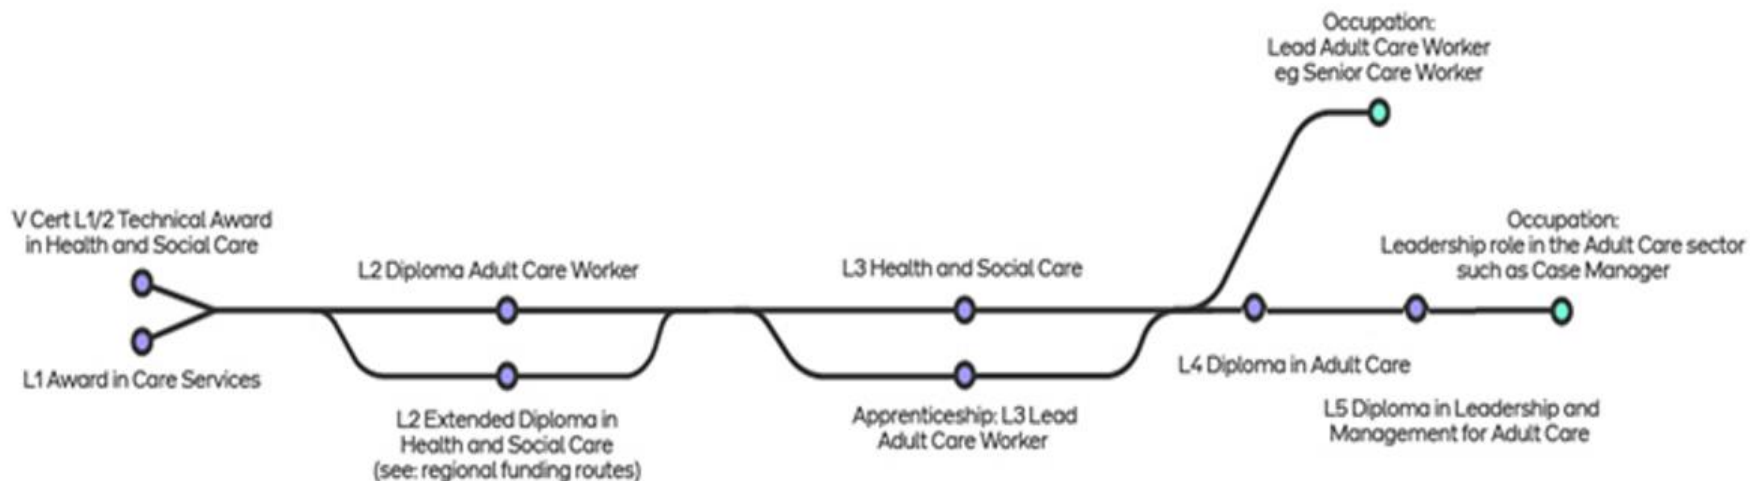 Occupation:
Lead Adult Care Worker
eg Senior Care Worker
V Cert L1/2 Technical Award
in Health and Social Care
L1 Award in Care Services
L2 Diploma Adult Care Worker
L2 Extended Diploma in
Health and Social Care
(see: regional funding routes)
L3 Health and Social Care
Apprenticeship: L3 Lead
Adult Care Worker
Occupation:
Leadership role in the Adult Care sector
such as Case Manager
L4 Diploma in Adult Care
L5 Diploma in Leadership and
Management for Adult Care